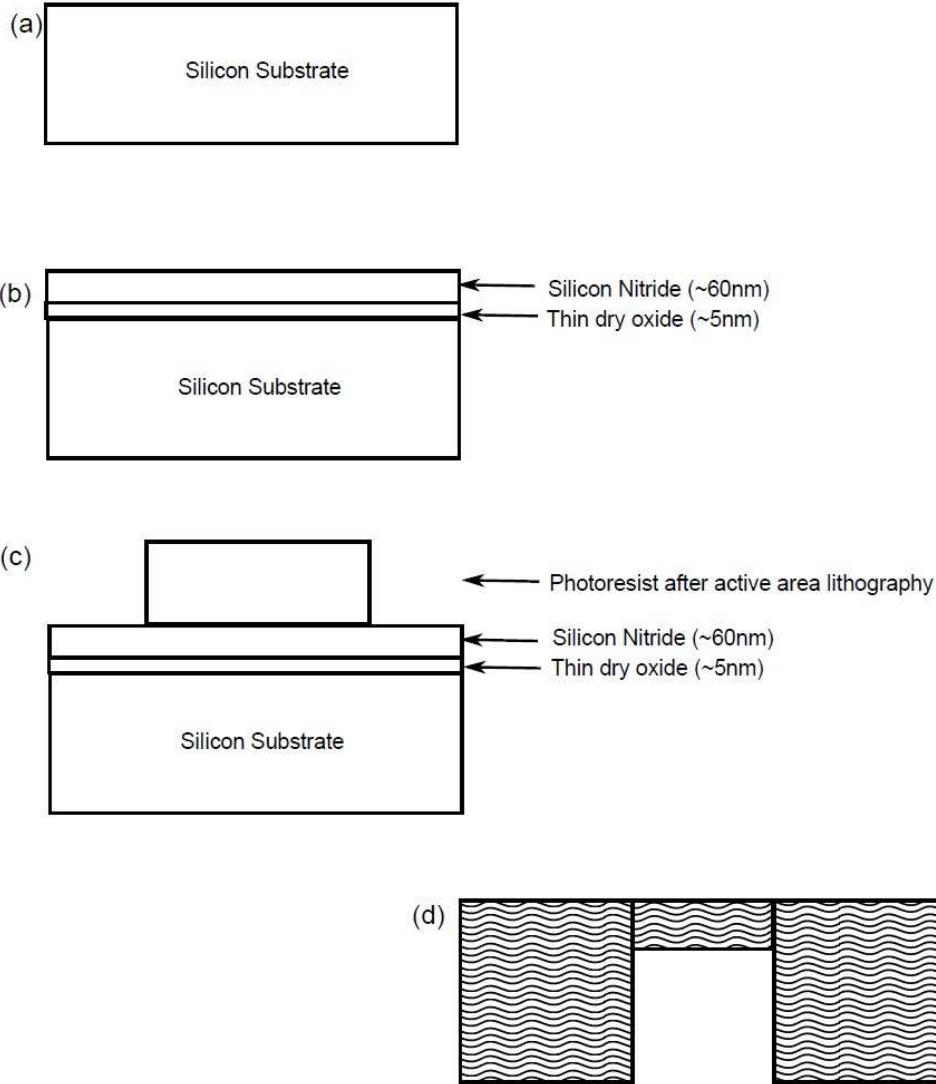 (a)
Silicon Substrate
(b)
Silicon Nitride (~60nm)
Thin dry oxide (~5nm)
Silicon Substrate
(c)
Photoresist after active area lithography
Silicon Nitride (~60nm)
Thin dry oxide (~5nm)
Silicon Substrate
(d)